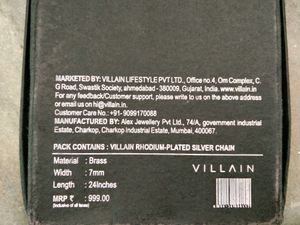 MARKETED BY: VILLAIN LIFESTYLE PVT LTD., Office no.4, Om Complex, C.
G Road, Swastik Society, ahmedabad - 380009, Gujarat, India. www.villain.in.
For any feedback/Customer support, please write to us on the above address
or email us on hi@villain.in.
Customer Care No.: +91-9099170088
MANUFACTURED BY: Alex Jewellery Pvt Ltd., 74/A, government industrial
Estate, Charkop, Charkop Industrial Estate, Mumbai, 400067.
PACK CONTAINS : VILLAIN RHODIUM-PLATED SILVER CHAIN
Material : Brass
Width : 7mm
Length : 24Inches
MRP ₹ : 999.00
(Inclusive of all taxes)
VILLAIN